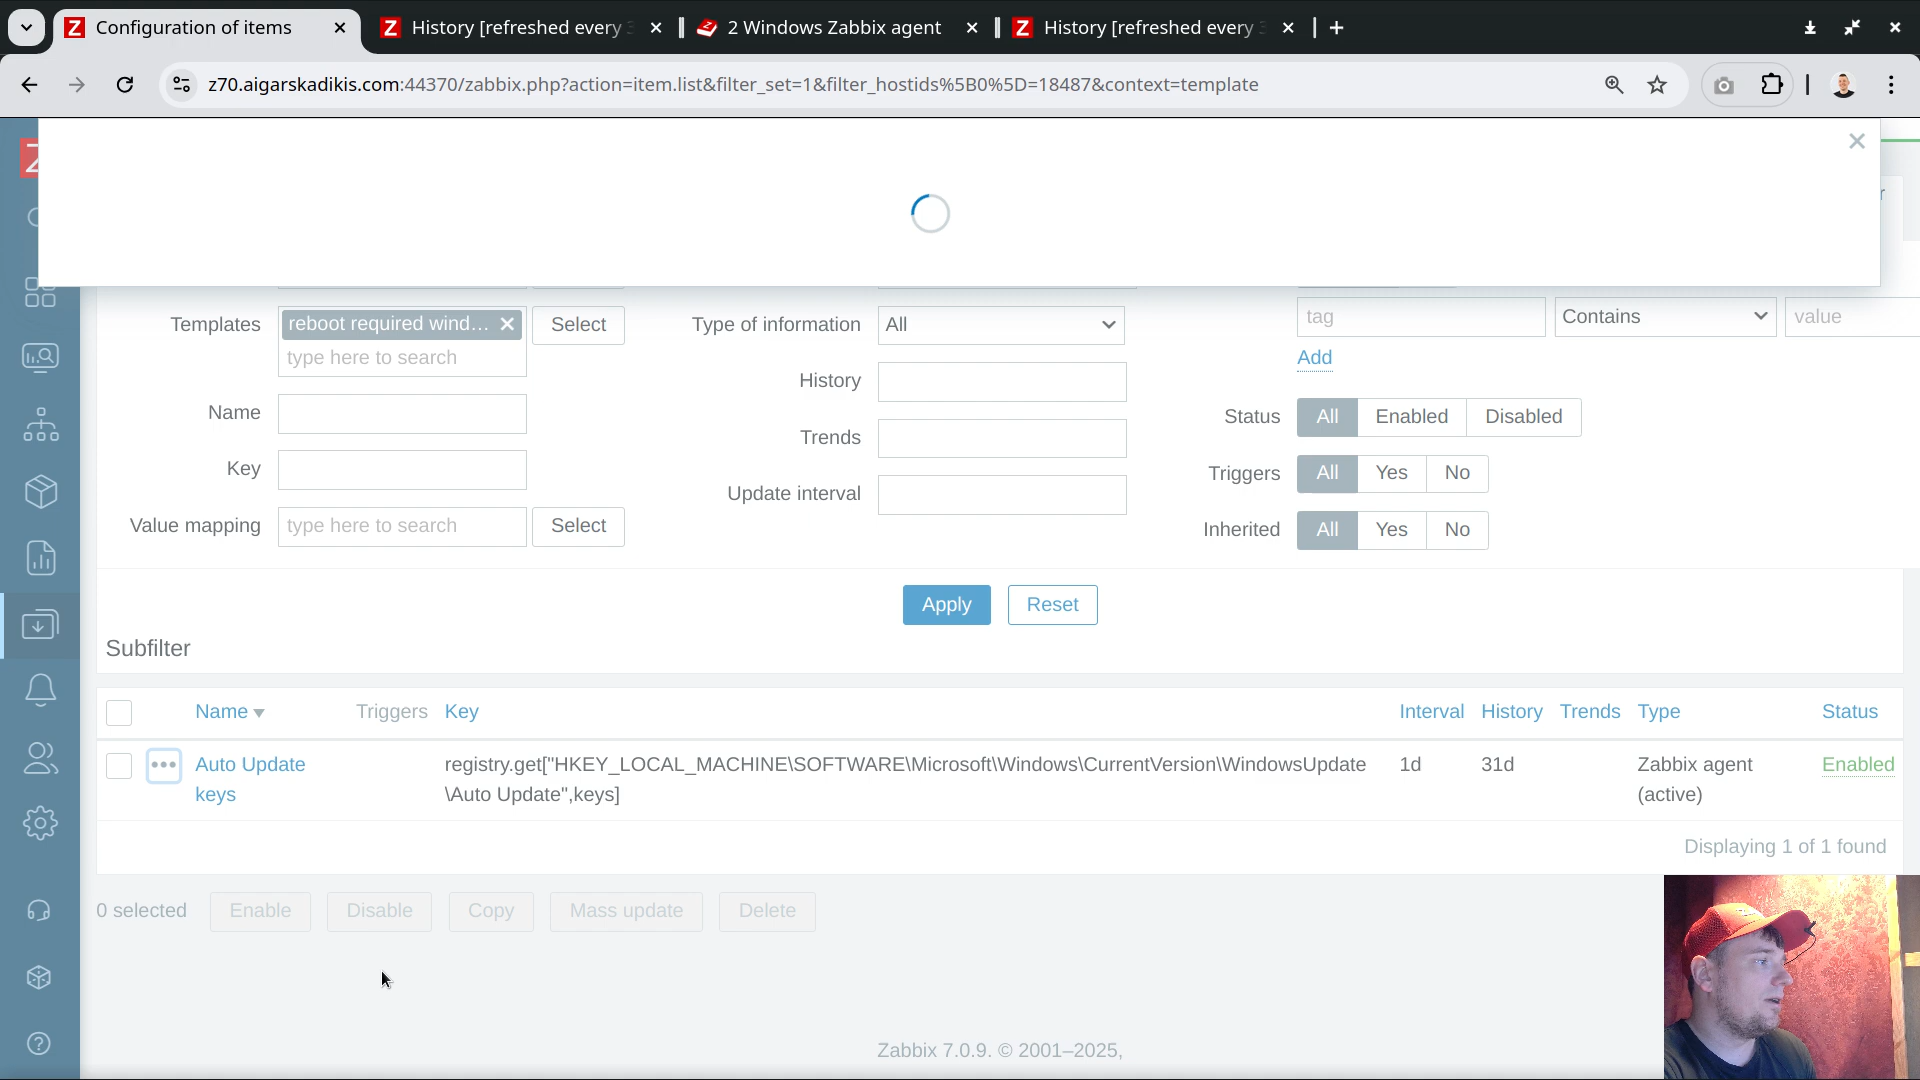 Z Configuration of items
Z History [refreshed every
Z 2 Windows Zabbix agent
Z History [refreshed every
z70.aigarskadikis.com:44370/zabbix.php?action=item.list&filter_set=1&filter_hostids%5B0%5D=18487&context=template
Templates
reboot required wind...
type here to search
Select
Type of information
All
tag
Contains
value
Add
History
Name
Status
All Enabled Disabled
Trends
Key
Triggers
All Yes No
Update interval
Value mapping
type here to search
Select
Inherited
All Yes No
Apply
Reset
Subfilter
Name Triggers Key Interval History Trends Type Status
Auto Update registry.get["HKEY_LOCAL_MACHINE\SOFTWARE\Microsoft\Windows\CurrentVersion\WindowsUpdate 1d 31d Zabbix agent Enabled
keys \Auto Update",keys] (active)
Displaying 1 of 1 found
0 selected Enable Disable Copy Mass update Delete
Zabbix 7.0.9. © 2001–2025,